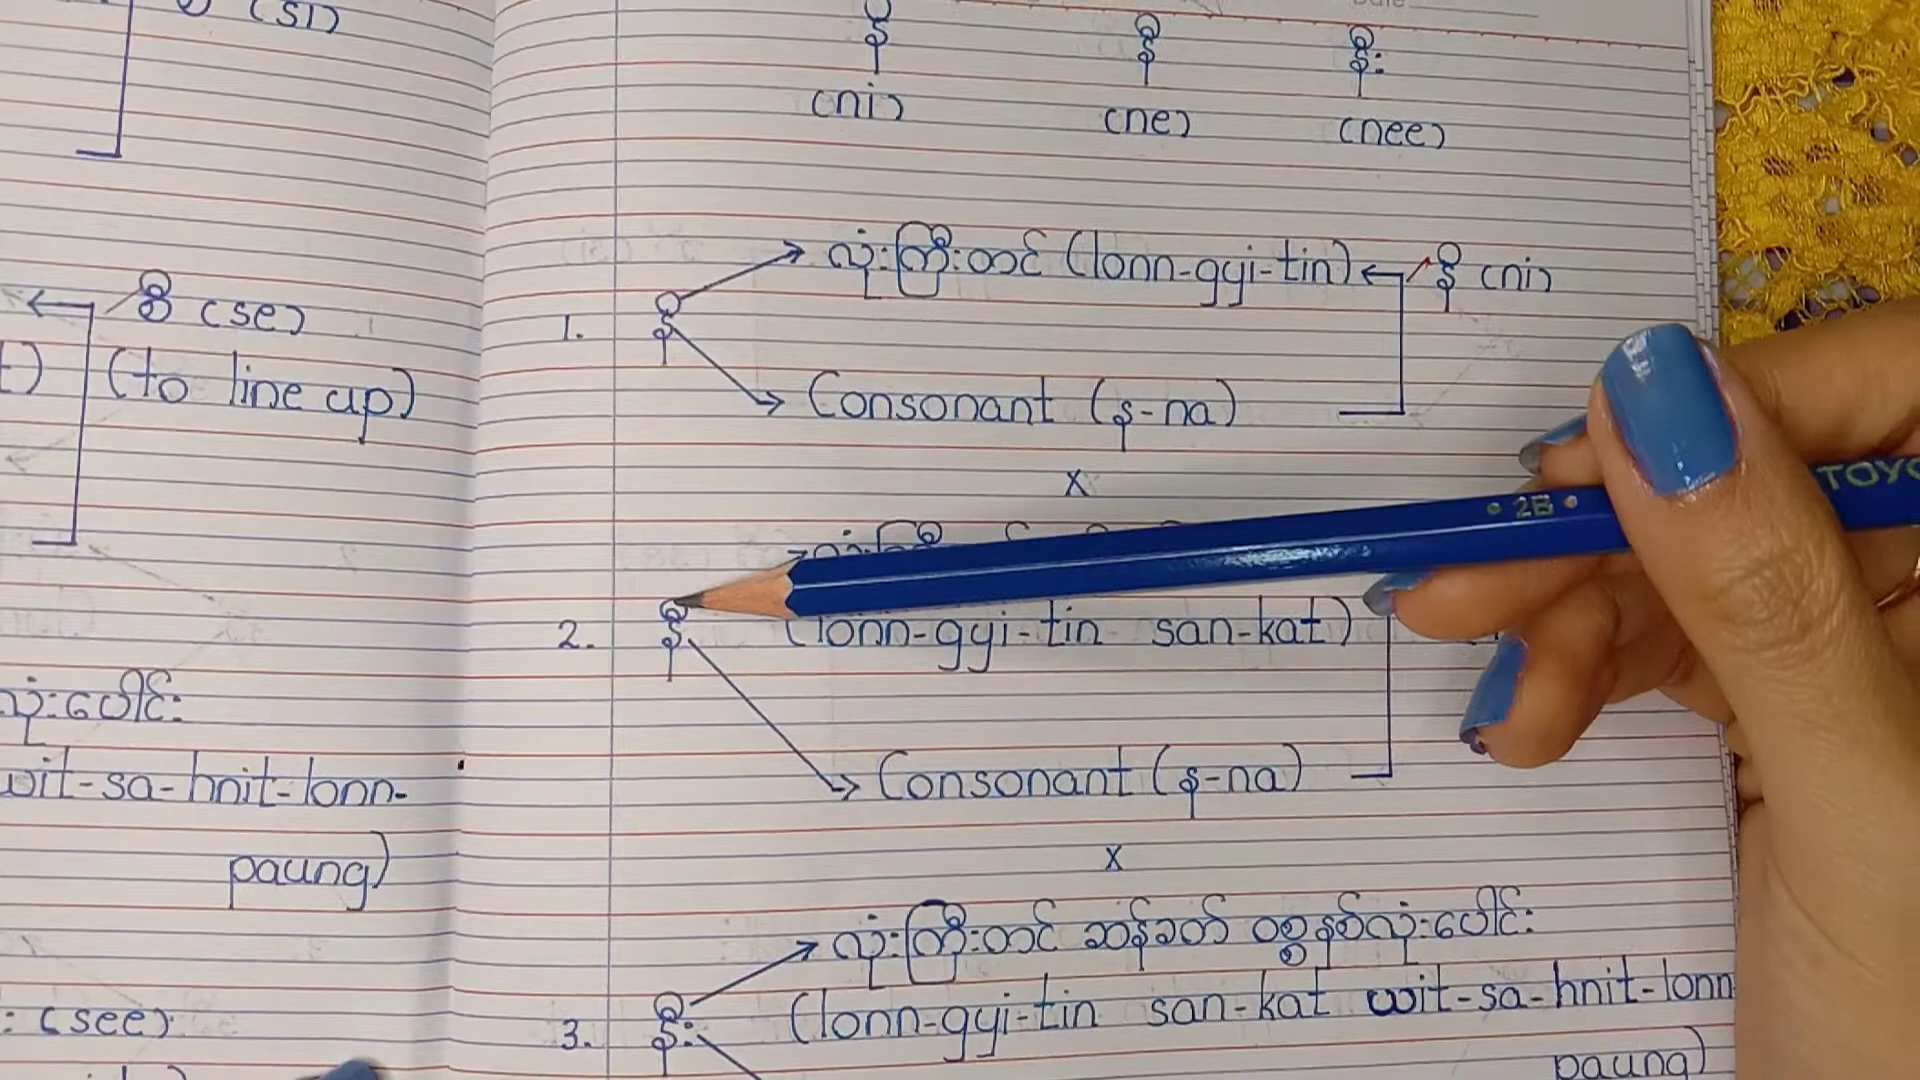 (si)
စီ (se)
(to line up)
လုံးပေါင်း
wit-sa-hnit-lonn-
paung)
: (see)
နိ နီ နီး
(ni) (ne) (nee)
1. နိ
လုံးကြီးတင် (lonn-gyi-tin) နိ (ni)
Consonant (န-na)
x
2. နီ
(lonn-gyi-tin san-kat)
Consonant (န-na)
x
လုံးကြီးတင် ဆန်ခတ် ဝစ္စနှစ်လုံးပေါင်း
3. နီး
(lonn-gyi-tin san-kat wit-sa-hnit-lonn
paung)
TOYO
2B